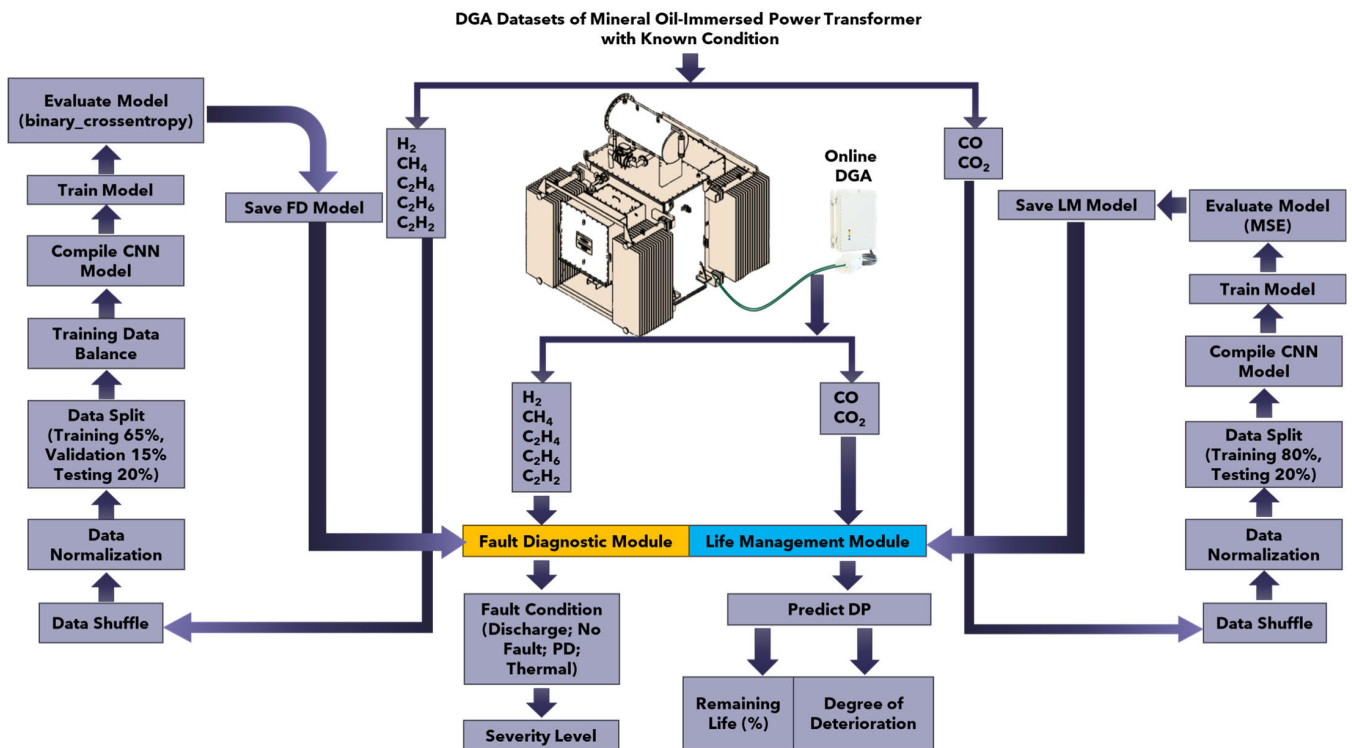 DGA Datasets of Mineral Oil-Immersed Power Transformer
with Known Condition
Evaluate Model
(binary_crossentropy)
Train Model
Compile CNN
Model
Training Data
Balance
Data Split
(Training 65%,
Validation 15%
Testing 20%)
Data
Normalization
Data Shuffle
Save FD Model
H₂
CH₄
C₂H₄
C₂H₆
C₂H₂
Online
DGA
CO
CO₂
Save LM Model
Evaluate Model
(MSE)
Train Model
Compile CNN
Model
Data Split
(Training 80%,
Testing 20%)
Data
Normalization
Data Shuffle
H₂
CH₄
C₂H₄
C₂H₆
C₂H₂
CO
CO₂
Fault Diagnostic Module
Life Management Module
Fault Condition
(Discharge; No
Fault; PD;
Thermal)
Severity Level
Predict DP
Remaining
Life (%)
Degree of
Deterioration